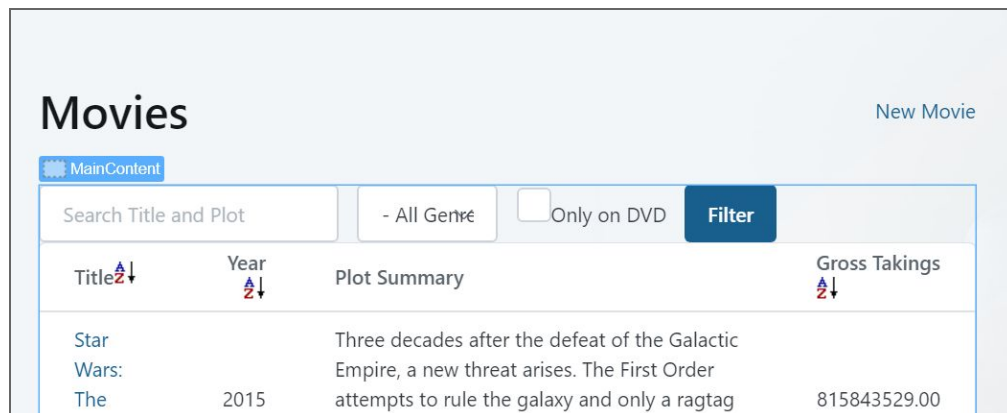 Movies
New Movie
MainContent
Search Title and Plot
- All Genre
Only on DVD
Filter
Title
Year
Plot Summary
Gross Takings
Star
Wars:
The
2015
Three decades after the defeat of the Galactic
Empire, a new threat arises. The First Order
attempts to rule the galaxy and only a ragtag
815843529.00